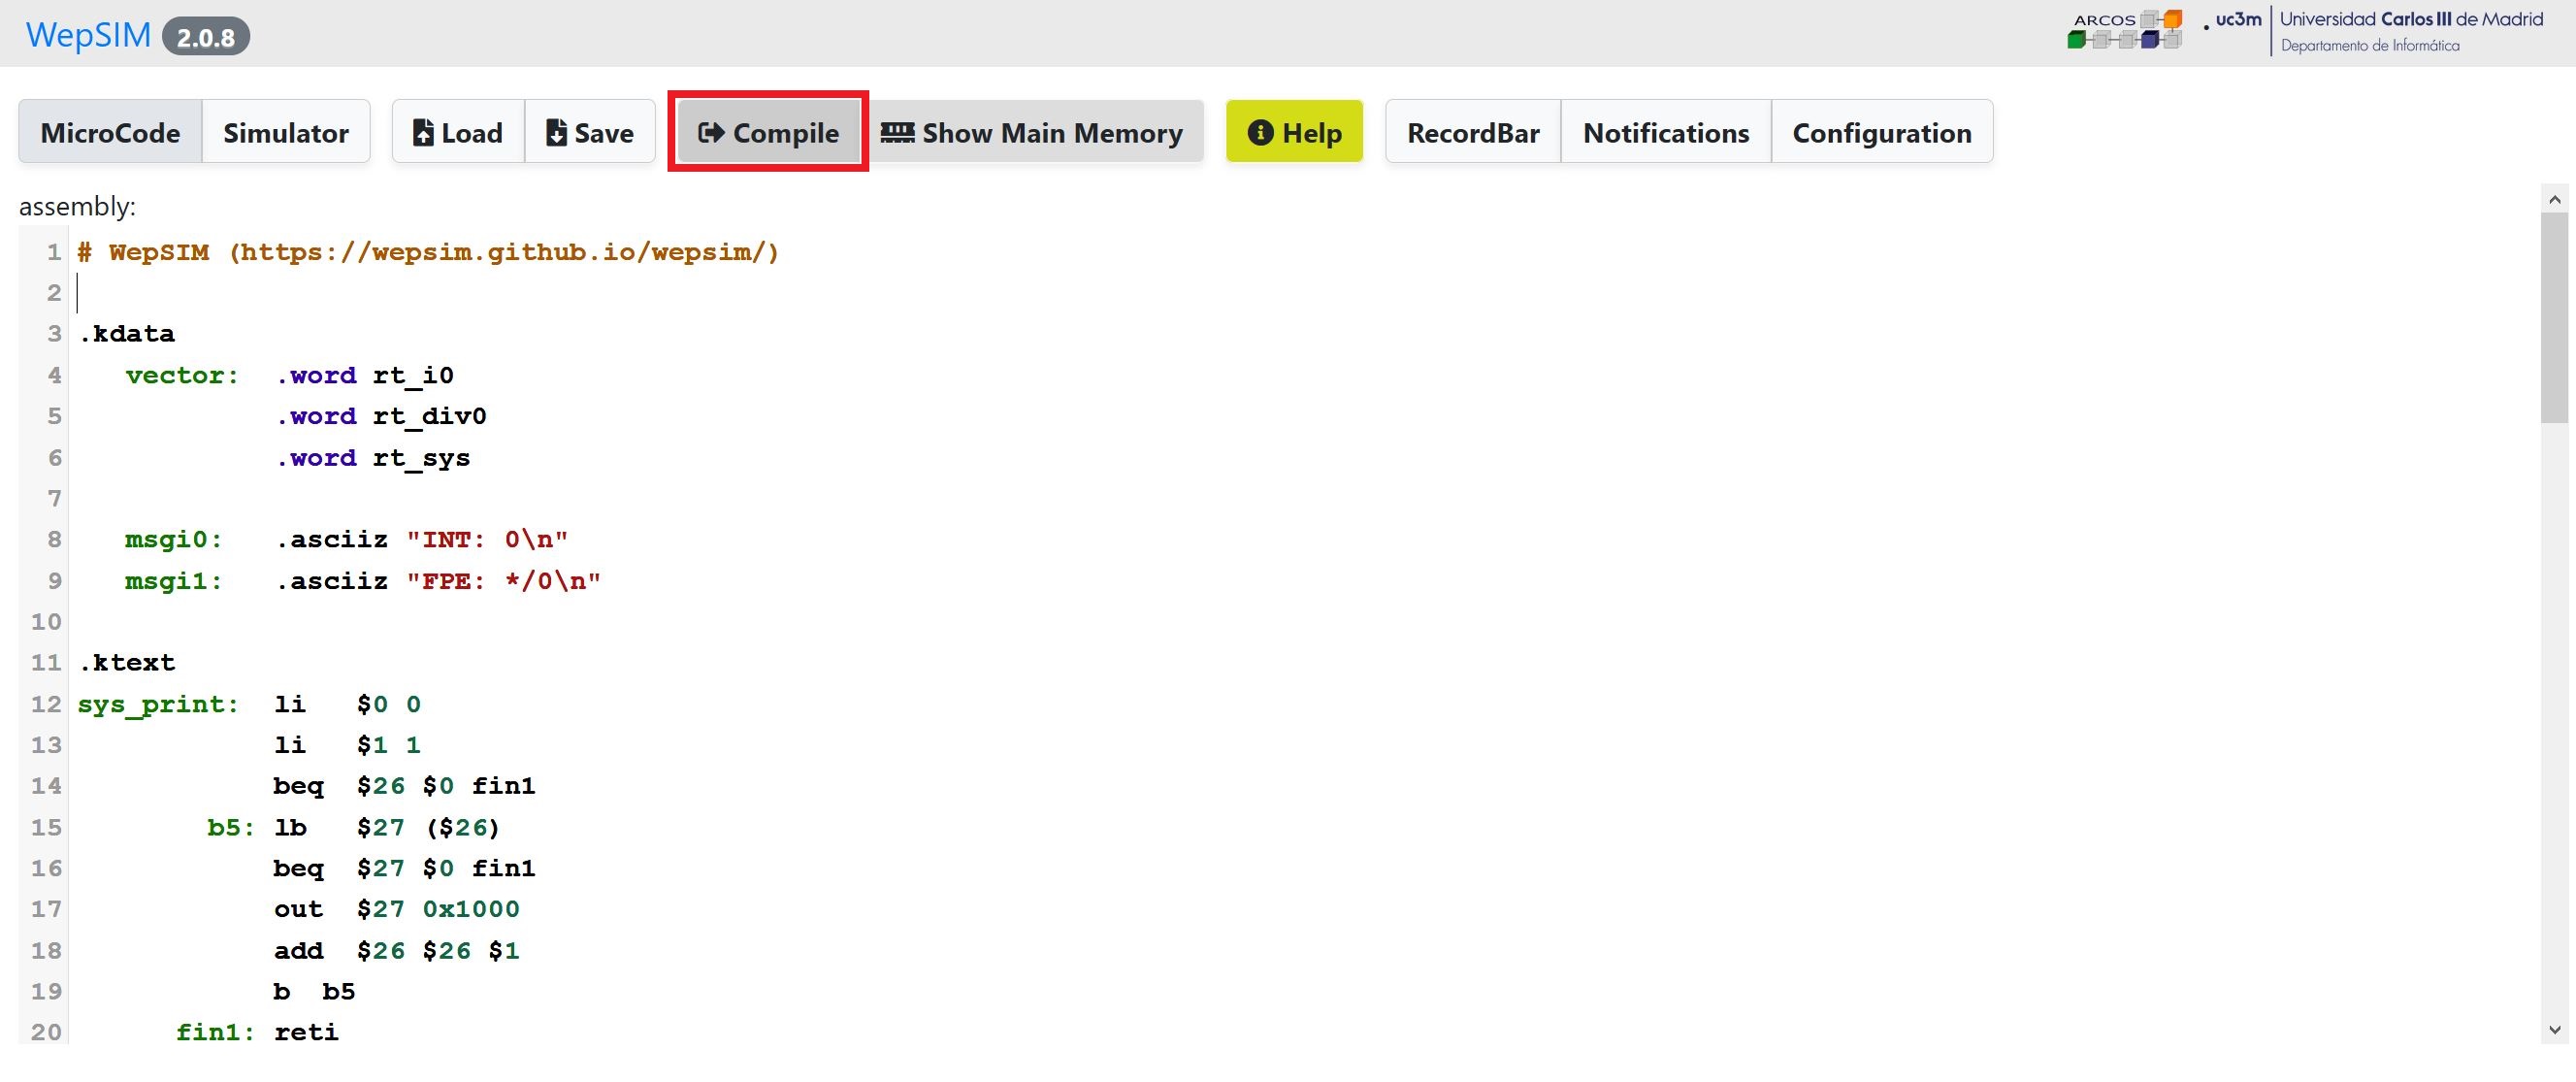 WepSIM 2.0.8
ARCOS . uc3m Universidad Carlos III de Madrid
Departamento de Informática
MicroCode Simulator Load Save Compile Show Main Memory Help RecordBar Notifications Configuration
assembly:
1 # WepSIM (https://wepsim.github.io/wepsim/)
2
3 .kdata
4 vector: .word rt_i0
5 .word rt_div0
6 .word rt_sys
7
8 msgi0: .asciiz "INT: 0\n"
9 msgi1: .asciiz "FPE: */0\n"
10
11 .ktext
12 sys_print: li $0 0
13 li $1 1
14 beq $26 $0 fin1
15 b5: lb $27 ($26)
16 beq $27 $0 fin1
17 out $27 0x1000
18 add $26 $26 $1
19 b b5
20 fin1: reti